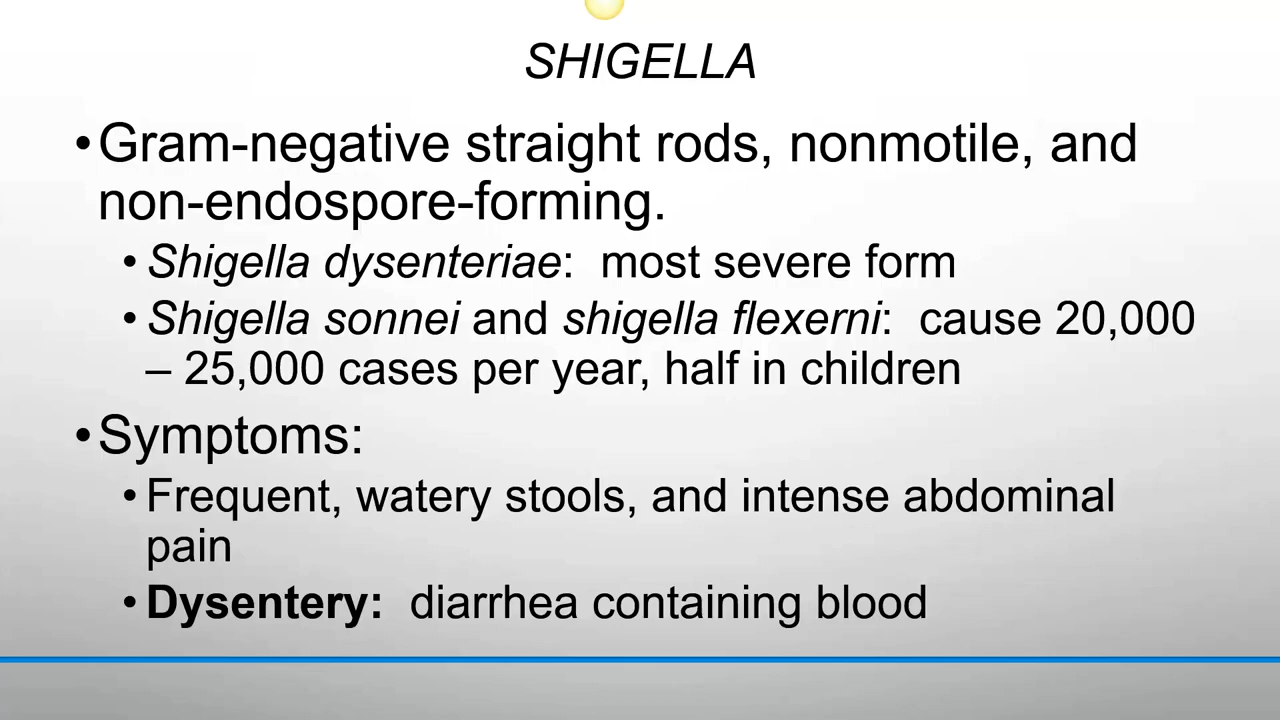 SHIGELLA
•Gram-negative straight rods, nonmotile, and
non-endospore-forming.
•Shigella dysenteriae:  most severe form
•Shigella sonnei and shigella flexerni:  cause 20,000
– 25,000 cases per year, half in children
•Symptoms:
•Frequent, watery stools, and intense abdominal
pain
•Dysentery:  diarrhea containing blood